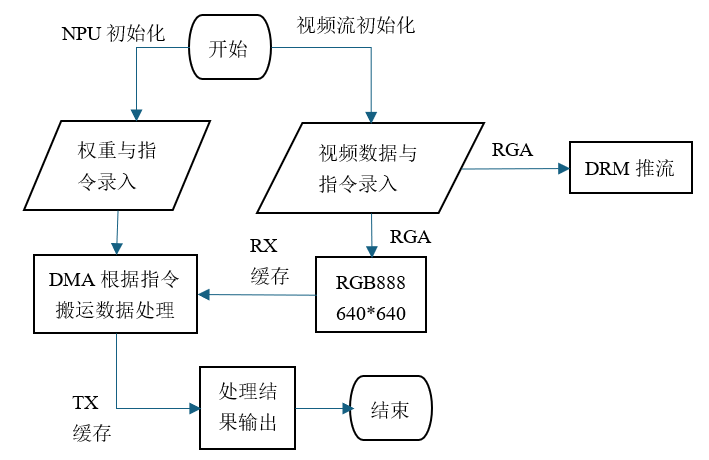 NPU 初始化
开始
视频流初始化
权重与指
令录入
视频数据与
指令录入
RGA
DRM 推流
RGA
RX
缓存
DMA 根据指令
搬运数据处理
RGB888
640*640
TX
缓存
处理结
果输出
结束